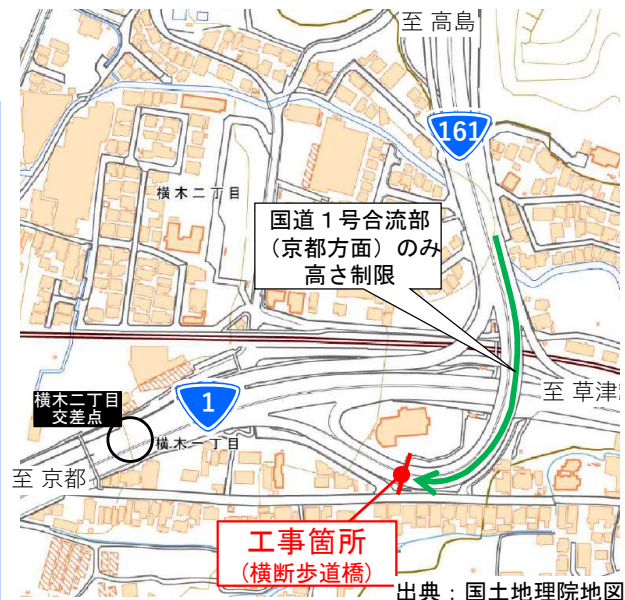 至 高島
161
横木二丁目
国道１号合流部
（京都方面）のみ
高さ制限
至 草津
1
横木二丁目
交差点
横木一丁目
至 京都
工事箇所
（横断歩道橋）
出典：国土地理院地図